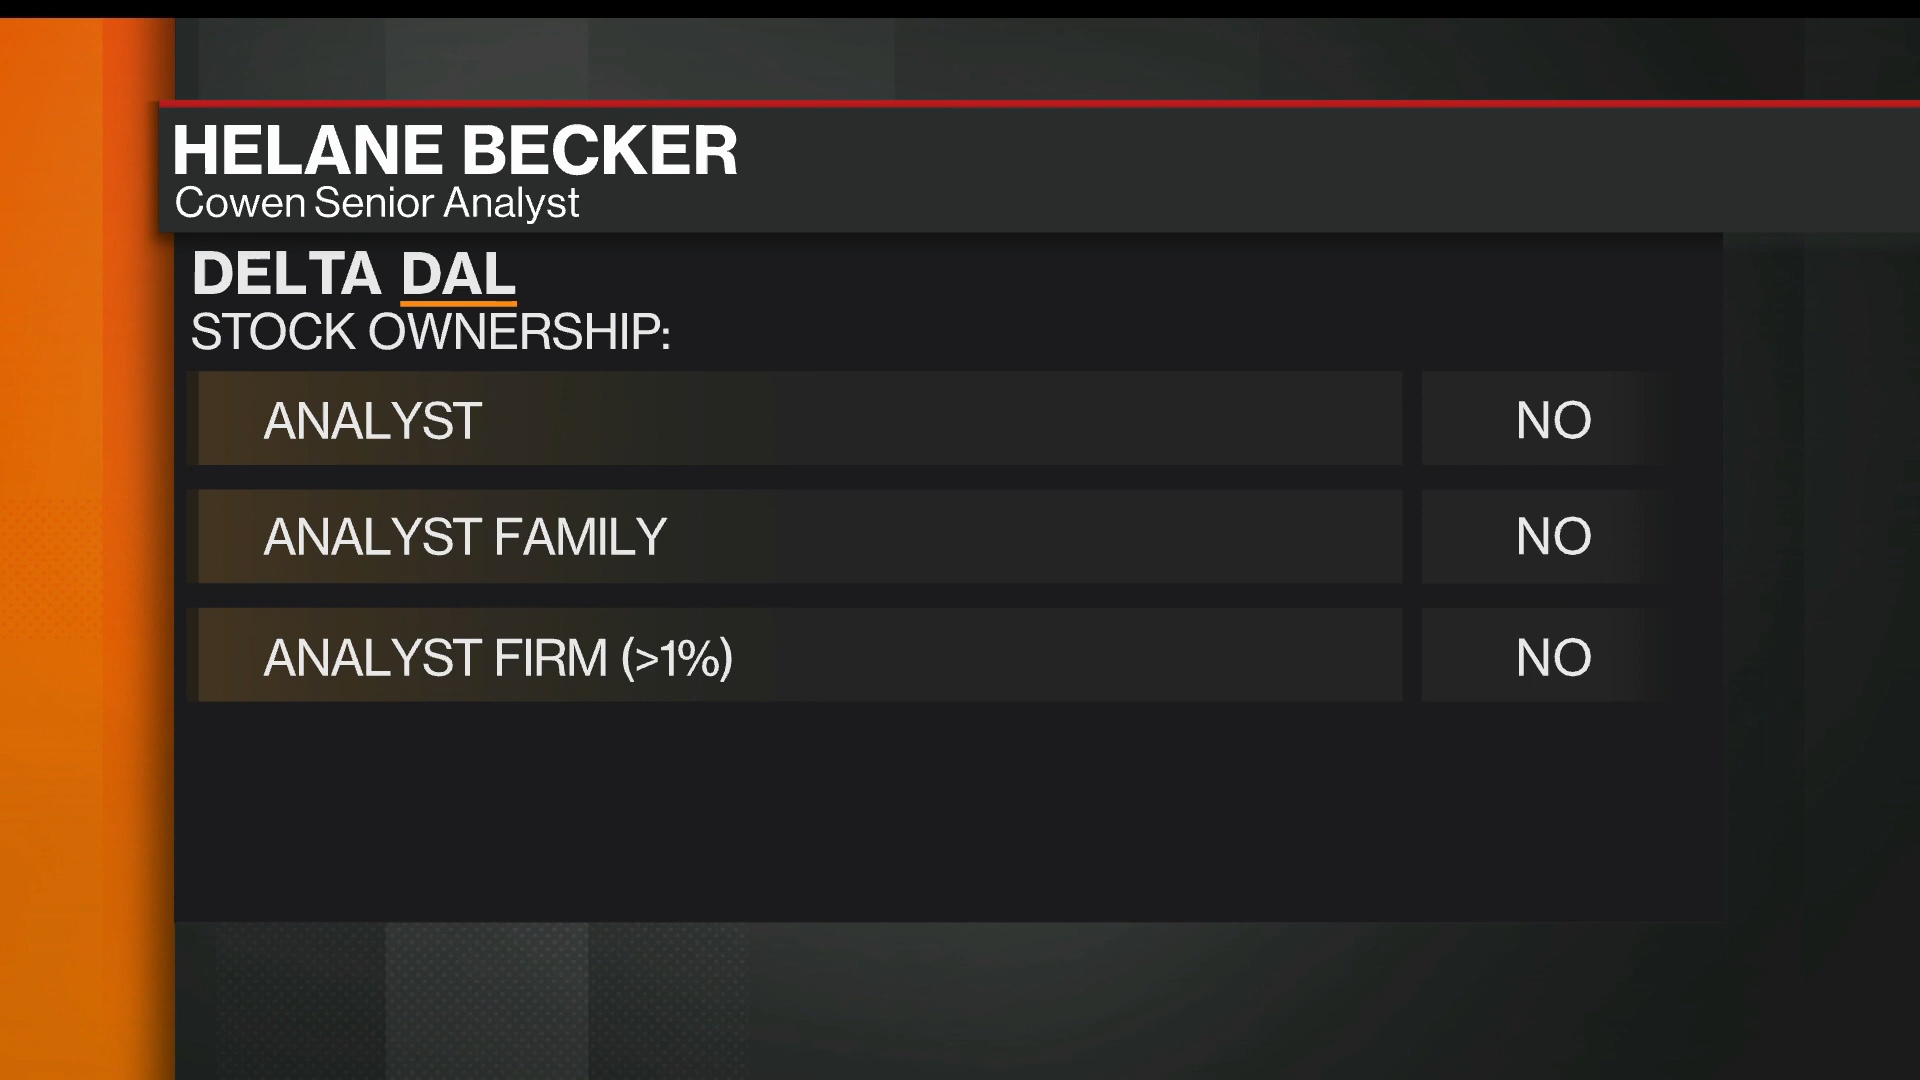 HELANE BECKER
Cowen Senior Analyst
DELTA DAL
STOCK OWNERSHIP:
ANALYST NO
ANALYST FAMILY NO
ANALYST FIRM (>1%) NO